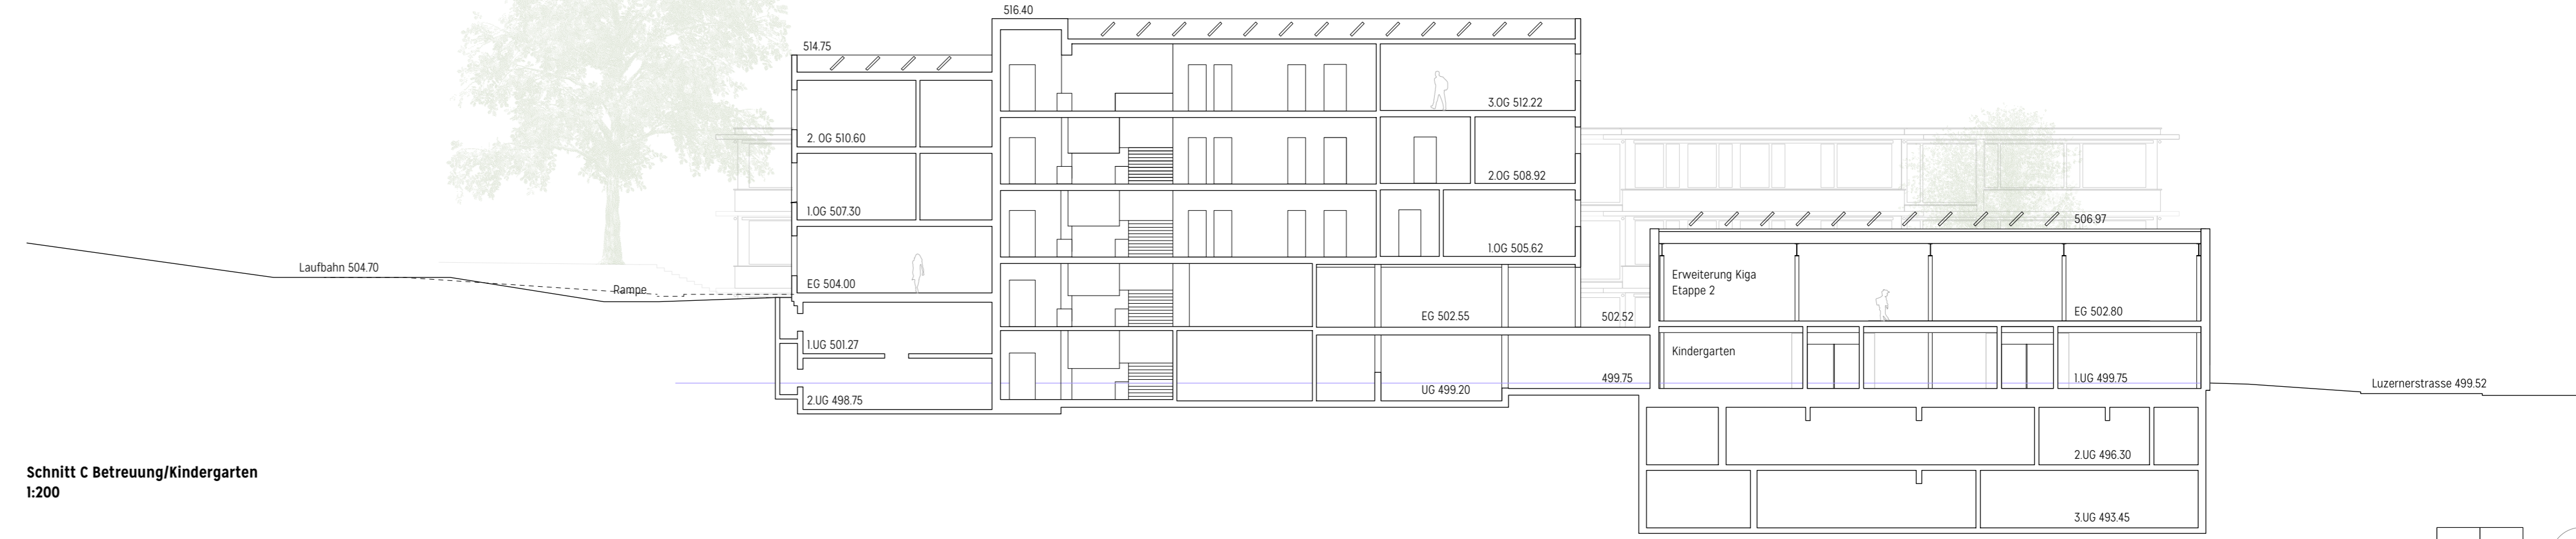 516.40
514.75
3.OG 512.22
2. OG 510.60
2.OG 508.92
1.OG 507.30
506.97
1.OG 505.62
Laufbahn 504.70
Erweiterung Kiga
Etappe 2
EG 504.00
Rampe
EG 502.55
502.52
EG 502.80
1.UG 501.27
Kindergarten
499.75
1.UG 499.75
Luzernerstrasse 499.52
UG 499.20
2.UG 498.75
2.UG 496.30
Schnitt C Betreuung/Kindergarten
1:200
3.UG 493.45